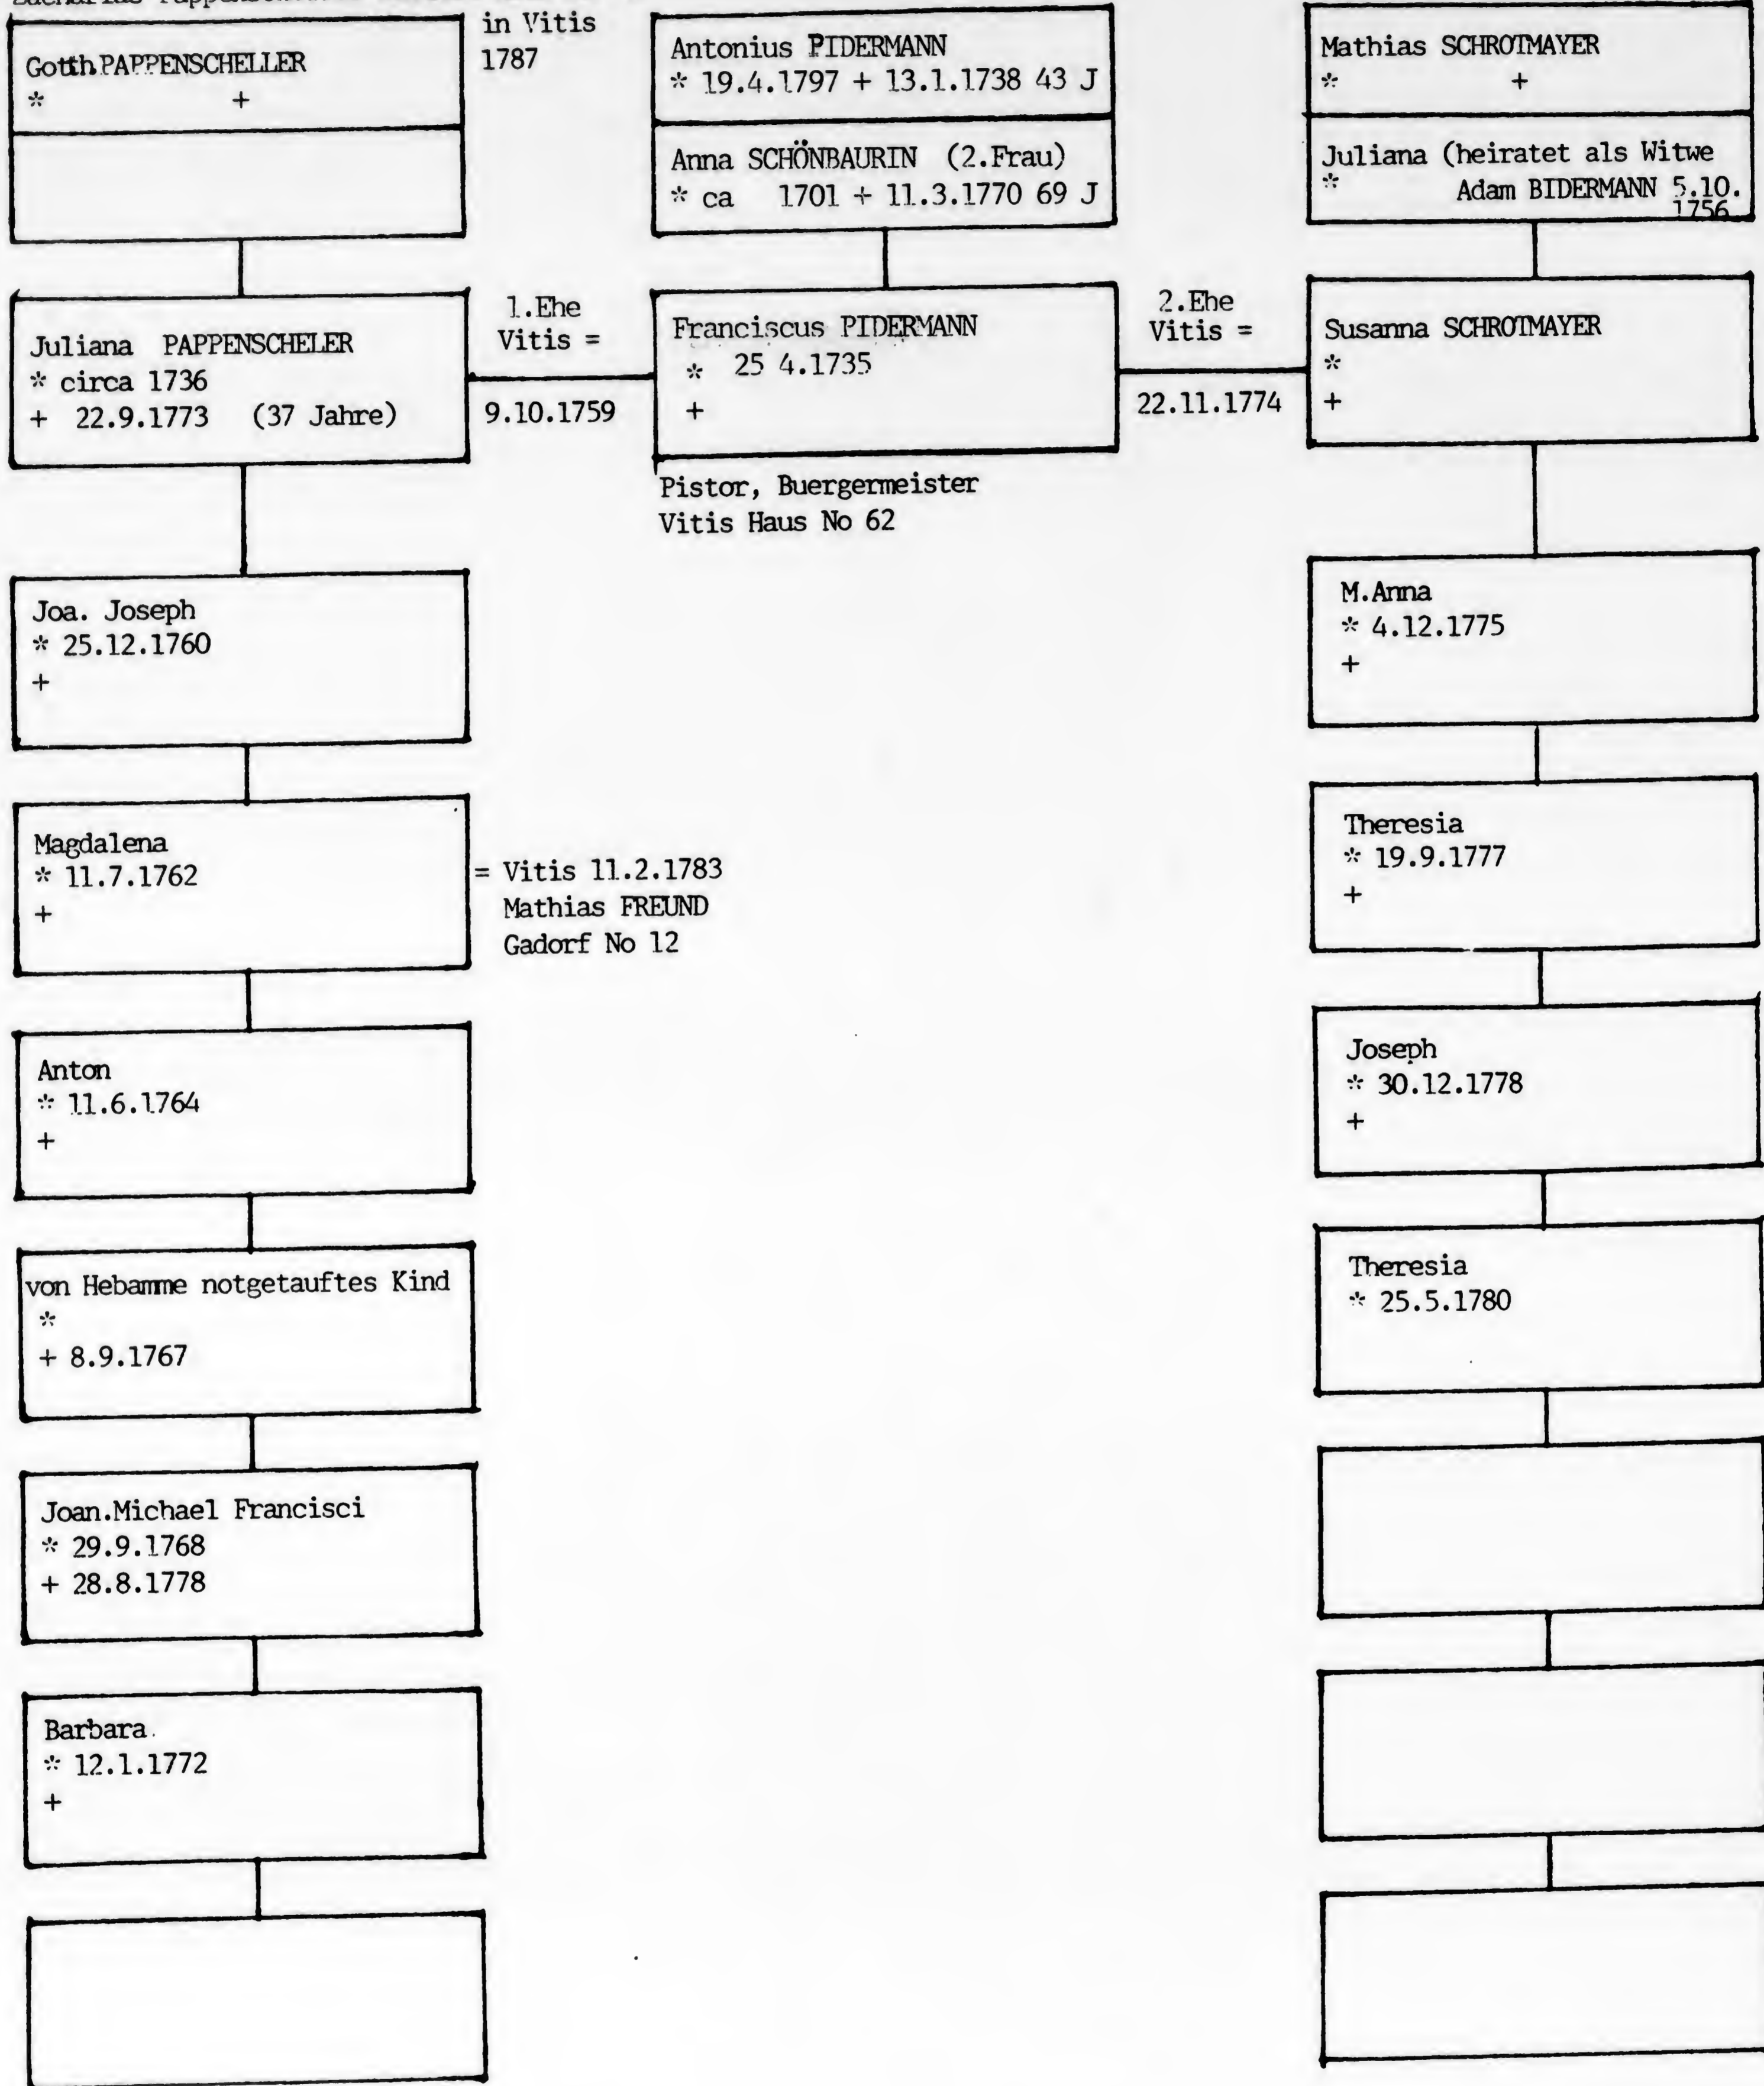 in Vitis
1787
Gotth.PAPPENSCHELLER
* +
Antonius PIDERMANN
* 19.4.1797 + 13.1.1738 43 J
Anna SCHÖNBAURIN (2.Frau)
* ca 1701 + 11.3.1770 69 J
Mathias SCHROTMAYER
* +
Juliana (heiratet als Witwe
* Adam BIDERMANN 5.10.
1756
Juliana PAPPENSCHELER
* circa 1736
+ 22.9.1773 (37 Jahre)
1.Ehe
Vitis =
9.10.1759
Franciscus PIDERMANN
* 25 4.1735
+
Pistor, Buergermeister
Vitis Haus No 62
2.Ehe
Vitis =
22.11.1774
Susanna SCHROTMAYER
*
+
Joa. Joseph
* 25.12.1760
+
Magdalena
* 11.7.1762
+
= Vitis 11.2.1783
Mathias FREUND
Gadorf No 12
Anton
* 11.6.1764
+
von Hebamme notgetauftes Kind
*
+ 8.9.1767
Joan.Michael Francisci
* 29.9.1768
+ 28.8.1778
Barbara.
* 12.1.1772
+
M.Anna
* 4.12.1775
+
Theresia
* 19.9.1777
+
Joseph
* 30.12.1778
+
Theresia
* 25.5.1780